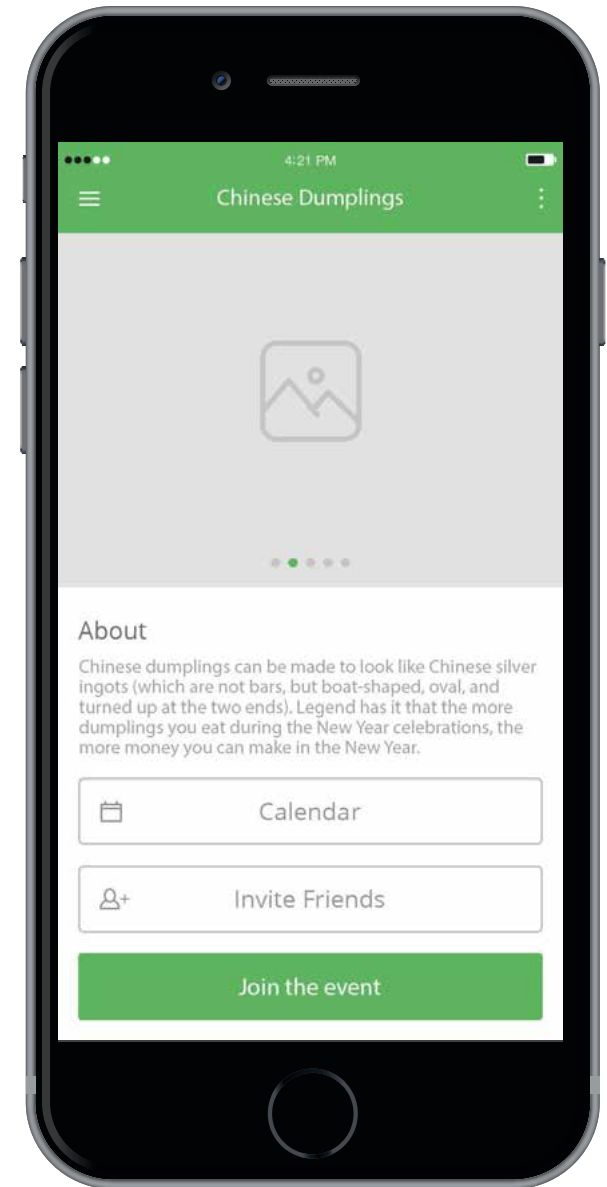 4:21 PM
Chinese Dumplings
About
Chinese dumplings can be made to look like Chinese silver
ingots (which are not bars, but boat-shaped, oval, and
turned up at the two ends). Legend has it that the more
dumplings you eat during the New Year celebrations, the
more money you can make in the New Year.
Calendar
Invite Friends
Join the event